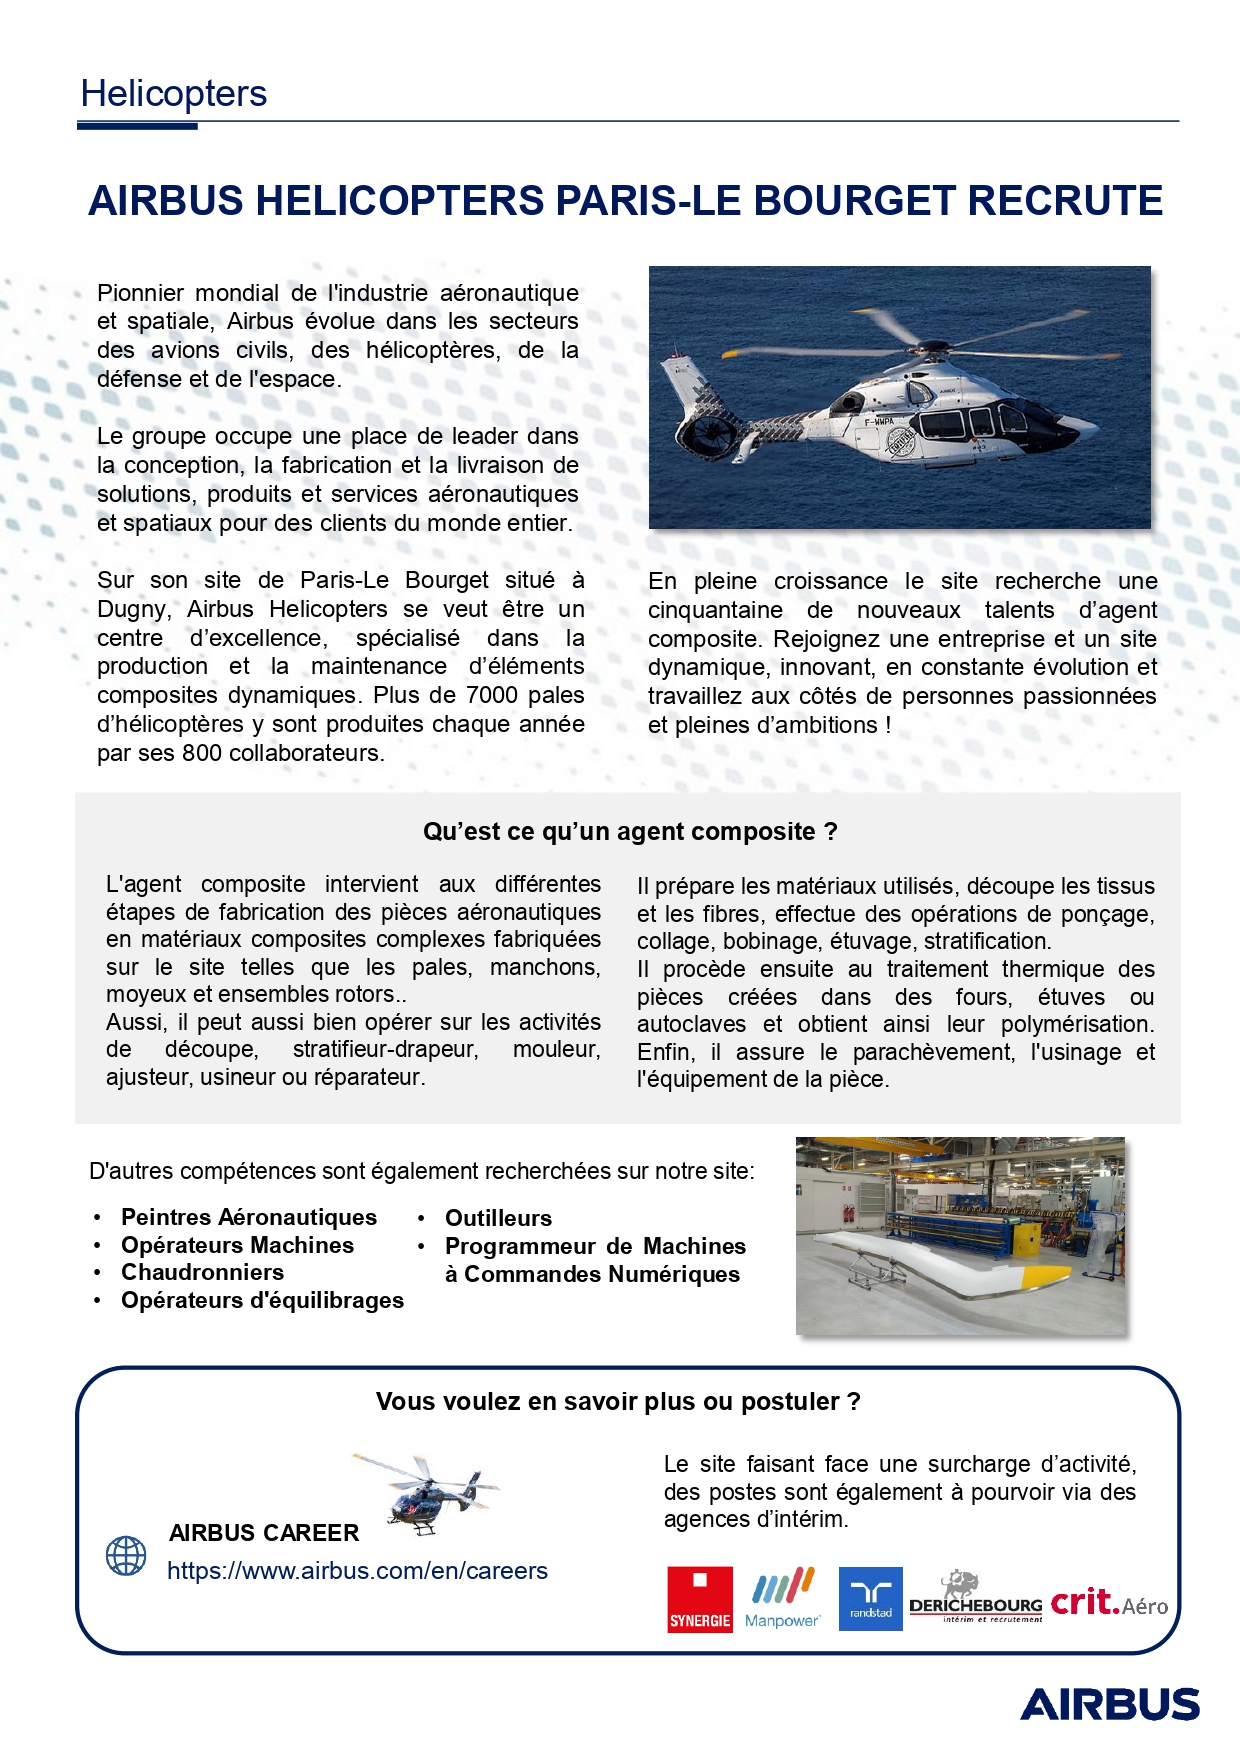 Helicopters
AIRBUS HELICOPTERS PARIS-LE BOURGET RECRUTE
Pionnier mondial de l'industrie aéronautique
et spatiale, Airbus évolue dans les secteurs
des avions civils, des hélicoptères, de la
défense et de l'espace.
Le groupe occupe une place de leader dans
la conception, la fabrication et la livraison de
solutions, produits et services aéronautiques
et spatiaux pour des clients du monde entier.
Sur son site de Paris-Le Bourget situé à
Dugny, Airbus Helicopters se veut être un
centre d’excellence, spécialisé dans la
production et la maintenance d’éléments
composites dynamiques. Plus de 7000 pales
d’hélicoptères y sont produites chaque année
par ses 800 collaborateurs.
F-WWPA
En pleine croissance le site recherche une
cinquantaine de nouveaux talents d’agent
composite. Rejoignez une entreprise et un site
dynamique, innovant, en constante évolution et
travaillez aux côtés de personnes passionnées
et pleines d’ambitions !
Qu’est ce qu’un agent composite ?
L'agent composite intervient aux différentes
étapes de fabrication des pièces aéronautiques
en matériaux composites complexes fabriquées
sur le site telles que les pales, manchons,
moyeux et ensembles rotors..
Aussi, il peut aussi bien opérer sur les activités
de découpe, stratifieur-drapeur, mouleur,
ajusteur, usineur ou réparateur.
Il prépare les matériaux utilisés, découpe les tissus
et les fibres, effectue des opérations de ponçage,
collage, bobinage, étuvage, stratification.
Il procède ensuite au traitement thermique des
pièces créées dans des fours, étuves ou
autoclaves et obtient ainsi leur polymérisation.
Enfin, il assure le parachèvement, l'usinage et
l'équipement de la pièce.
D'autres compétences sont également recherchées sur notre site:
• Peintres Aéronautiques
• Opérateurs Machines
• Chaudronniers
• Opérateurs d'équilibrages
• Outilleurs
• Programmeur de Machines
à Commandes Numériques
Vous voulez en savoir plus ou postuler ?
AIRBUS CAREER
https://www.airbus.com/en/careers
Le site faisant face une surcharge d’activité,
des postes sont également à pourvoir via des
agences d’intérim.
SYNERGIE
Manpower
randstad
DERICHEBOURG
intérim et recrutement
crit.Aéro
AIRBUS